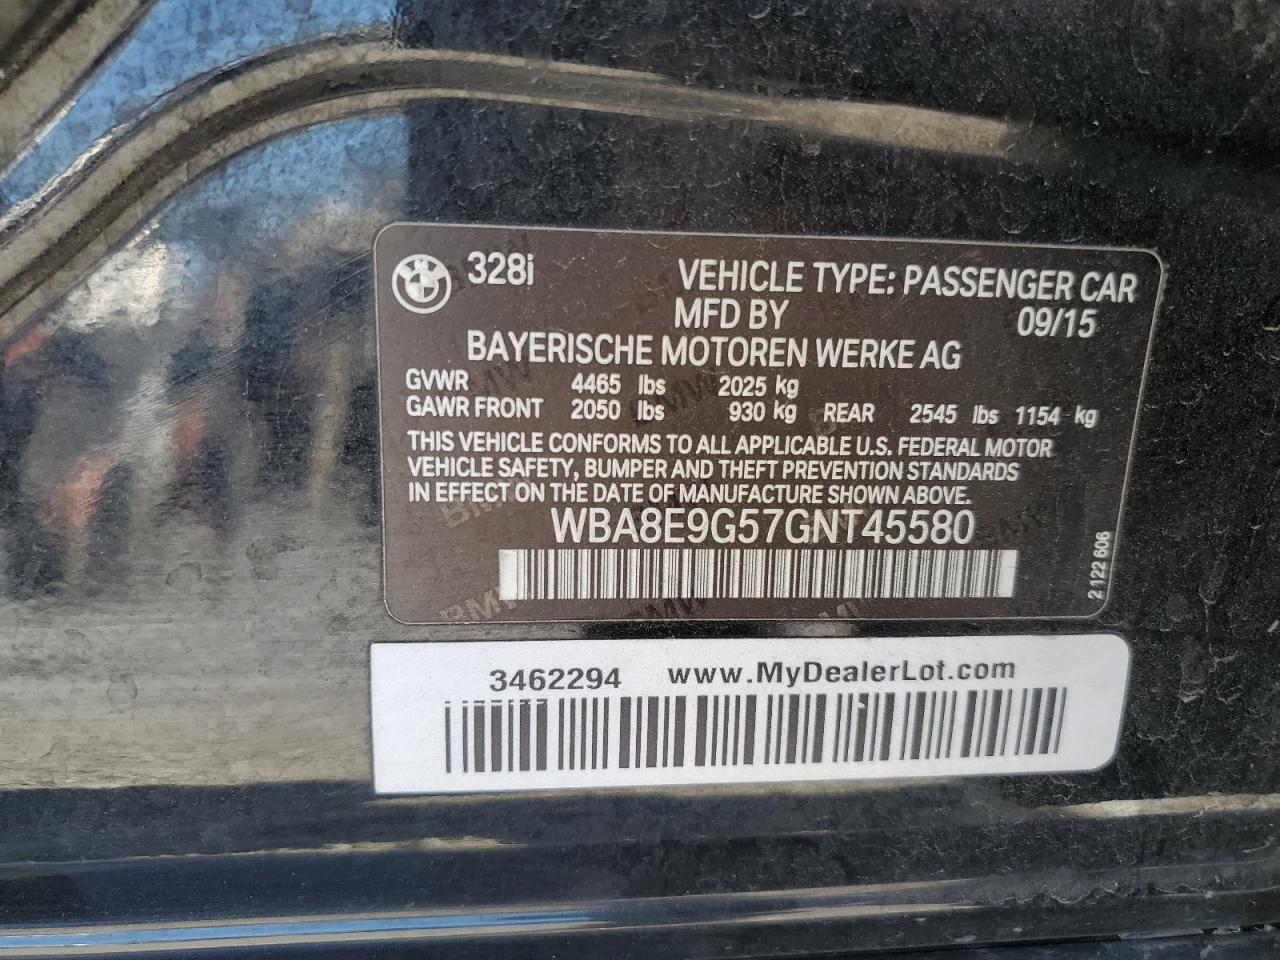 328i VEHICLE TYPE: PASSENGER CAR
MFD BY 09/15
BAYERISCHE MOTOREN WERKE AG
GVWR 4465 lbs 2025 kg
GAWR FRONT 2050 lbs 930 kg REAR 2545 lbs 1154 kg
THIS VEHICLE CONFORMS TO ALL APPLICABLE U.S. FEDERAL MOTOR
VEHICLE SAFETY, BUMPER AND THEFT PREVENTION STANDARDS
IN EFFECT ON THE DATE OF MANUFACTURE SHOWN ABOVE.
WBA8E9G57GNT45580
2 122 606
3462294 www.MyDealerLot.com